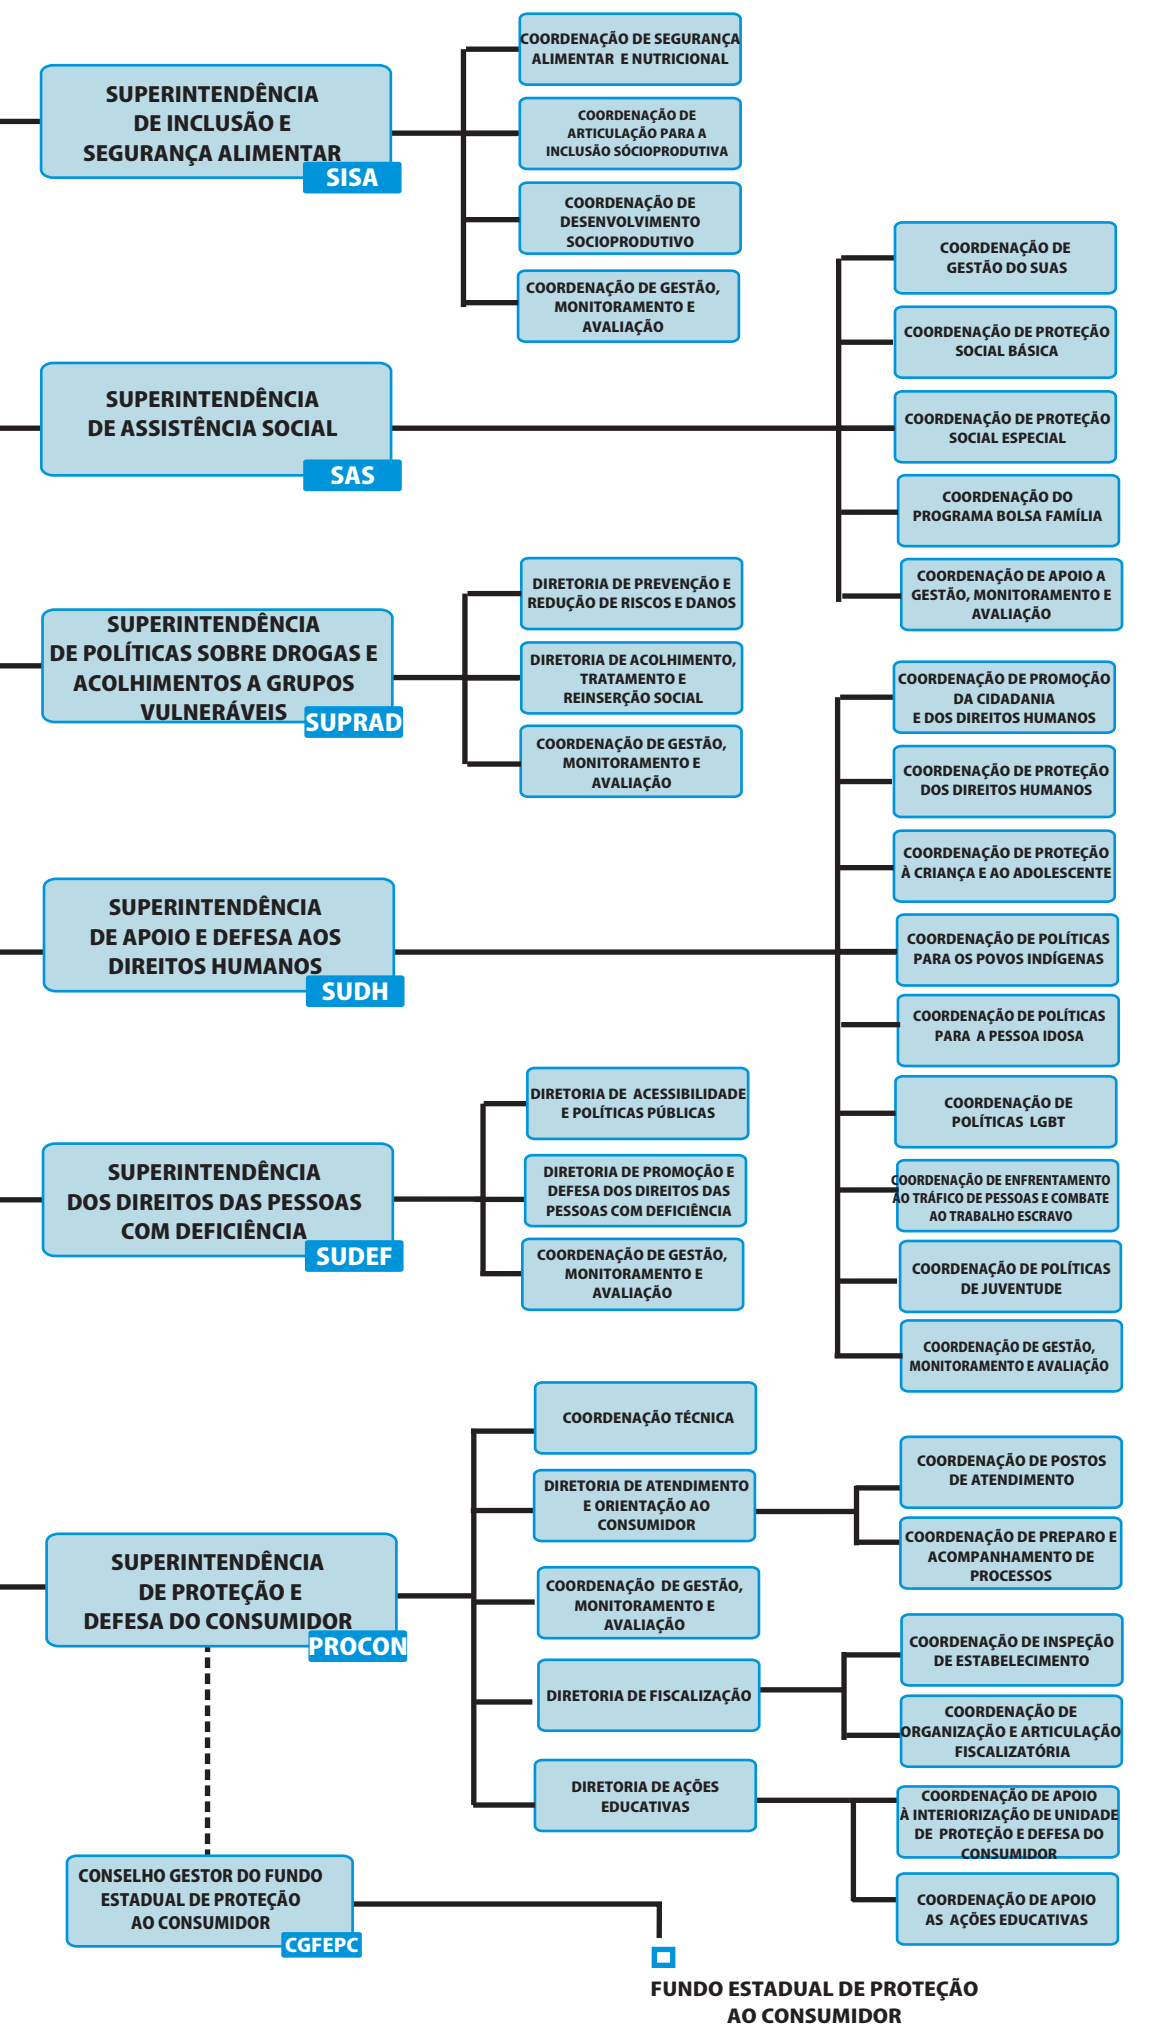 SUPERINTENDÊNCIA
DE INCLUSÃO E
SEGURANÇA ALIMENTAR
SISA
COORDENAÇÃO DE SEGURANÇA
ALIMENTAR E NUTRICIONAL
COORDENAÇÃO DE
ARTICULAÇÃO PARA A
INCLUSÃO SÓCIOPRODUTIVA
COORDENAÇÃO DE
DESENVOLVIMENTO
SOCIOPRODUTIVO
COORDENAÇÃO DE GESTÃO,
MONITORAMENTO E
AVALIAÇÃO
SUPERINTENDÊNCIA
DE ASSISTÊNCIA SOCIAL
SAS
COORDENAÇÃO DE
GESTÃO DO SUAS
COORDENAÇÃO DE PROTEÇÃO
SOCIAL BÁSICA
COORDENAÇÃO DE PROTEÇÃO
SOCIAL ESPECIAL
COORDENAÇÃO DO
PROGRAMA BOLSA FAMÍLIA
COORDENAÇÃO DE APOIO A
GESTÃO, MONITORAMENTO E
AVALIAÇÃO
SUPERINTENDÊNCIA
DE POLÍTICAS SOBRE DROGAS E
ACOLHIMENTOS A GRUPOS
VULNERÁVEIS
SUPRAD
DIRETORIA DE PREVENÇÃO E
REDUÇÃO DE RISCOS E DANOS
DIRETORIA DE ACOLHIMENTO,
TRATAMENTO E
REINSERÇÃO SOCIAL
COORDENAÇÃO DE GESTÃO,
MONITORAMENTO E
AVALIAÇÃO
SUPERINTENDÊNCIA
DE APOIO E DEFESA AOS
DIREITOS HUMANOS
SUDH
COORDENAÇÃO DE PROMOÇÃO
DA CIDADANIA
E DOS DIREITOS HUMANOS
COORDENAÇÃO DE PROTEÇÃO
DOS DIREITOS HUMANOS
COORDENAÇÃO DE PROTEÇÃO
À CRIANÇA E AO ADOLESCENTE
COORDENAÇÃO DE POLÍTICAS
PARA OS POVOS INDÍGENAS
COORDENAÇÃO DE POLÍTICAS
PARA A PESSOA IDOSA
COORDENAÇÃO DE
POLÍTICAS LGBT
COORDENAÇÃO DE ENFRENTAMENTO
AO TRÁFICO DE PESSOAS E COMBATE
AO TRABALHO ESCRAVO
COORDENAÇÃO DE POLÍTICAS
DE JUVENTUDE
COORDENAÇÃO DE GESTÃO,
MONITORAMENTO E AVALIAÇÃO
SUPERINTENDÊNCIA
DOS DIREITOS DAS PESSOAS
COM DEFICIÊNCIA
SUDEF
DIRETORIA DE ACESSIBILIDADE
E POLÍTICAS PÚBLICAS
DIRETORIA DE PROMOÇÃO E
DEFESA DOS DIREITOS DAS
PESSOAS COM DEFICIÊNCIA
COORDENAÇÃO DE GESTÃO,
MONITORAMENTO E
AVALIAÇÃO
SUPERINTENDÊNCIA
DE PROTEÇÃO E
DEFESA DO CONSUMIDOR
PROCON
COORDENAÇÃO TÉCNICA
DIRETORIA DE ATENDIMENTO
E ORIENTAÇÃO AO
CONSUMIDOR
COORDENAÇÃO DE POSTOS
DE ATENDIMENTO
COORDENAÇÃO DE PREPARO E
ACOMPANHAMENTO DE
PROCESSOS
COORDENAÇÃO DE GESTÃO,
MONITORAMENTO E
AVALIAÇÃO
DIRETORIA DE FISCALIZAÇÃO
COORDENAÇÃO DE INSPEÇÃO
DE ESTABELECIMENTO
COORDENAÇÃO DE
ORGANIZAÇÃO E ARTICULAÇÃO
FISCALIZATÓRIA
DIRETORIA DE AÇÕES
EDUCATIVAS
COORDENAÇÃO DE APOIO
À INTERIORIZAÇÃO DE UNIDADE
DE PROTEÇÃO E DEFESA DO
CONSUMIDOR
COORDENAÇÃO DE APOIO
AS AÇÕES EDUCATIVAS
CONSELHO GESTOR DO FUNDO
ESTADUAL DE PROTEÇÃO
AO CONSUMIDOR
CGFEPC
FUNDO ESTADUAL DE PROTEÇÃO
AO CONSUMIDOR